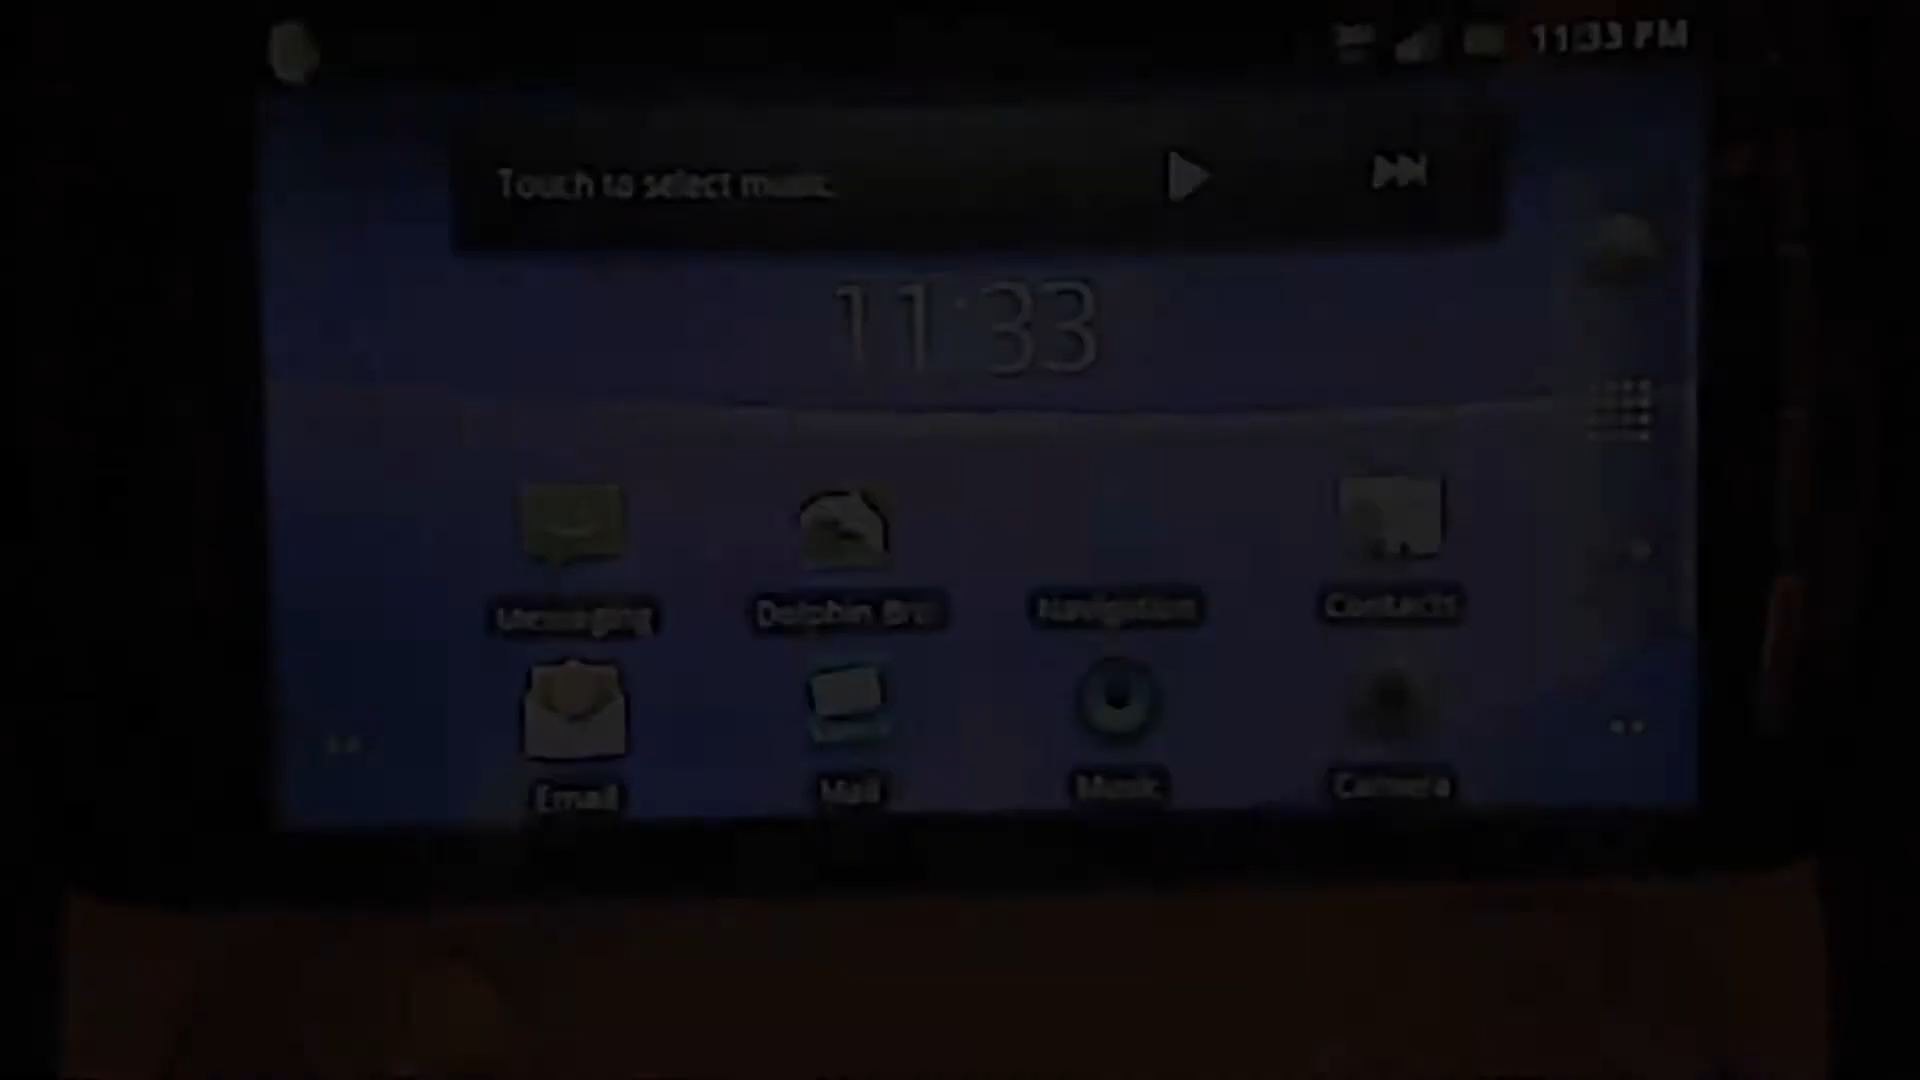 11:33 PM
Touch to select music.
11:33
Messaging Dolphin Bro Navigation Contacts
Email Mail Music Camera